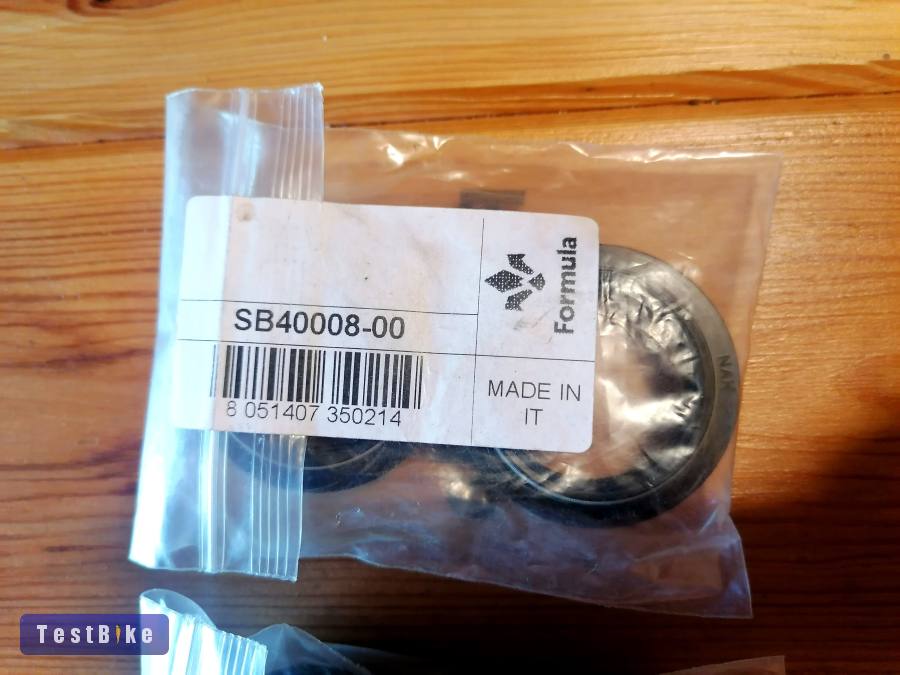 SB40008-00
8 051407 350214
Formula
MADE IN
IT
NAK
TestBike